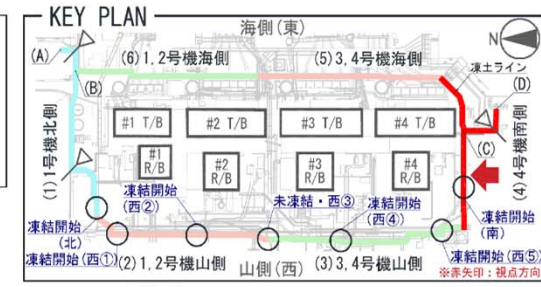 KEY PLAN
海側(東)
N
(A)
(6)1,2号機海側
(5)3,4号機海側
凍土ライン
(D)
(B)
#1 T/B
#2 T/B
#3 T/B
#4 T/B
(C)
(1)1号機北側
(4)4号機南側
#1
R/B
#2
R/B
#3
R/B
#4
R/B
凍結開始
(西②)
未凍結・西③
凍結開始
(西④)
凍結開始
(北)
凍結開始
(南)
凍結開始(西①)
(2)1,2号機山側
山側(西)
(3)3,4号機山側
凍結開始(西⑤)
※赤矢印:視点方向